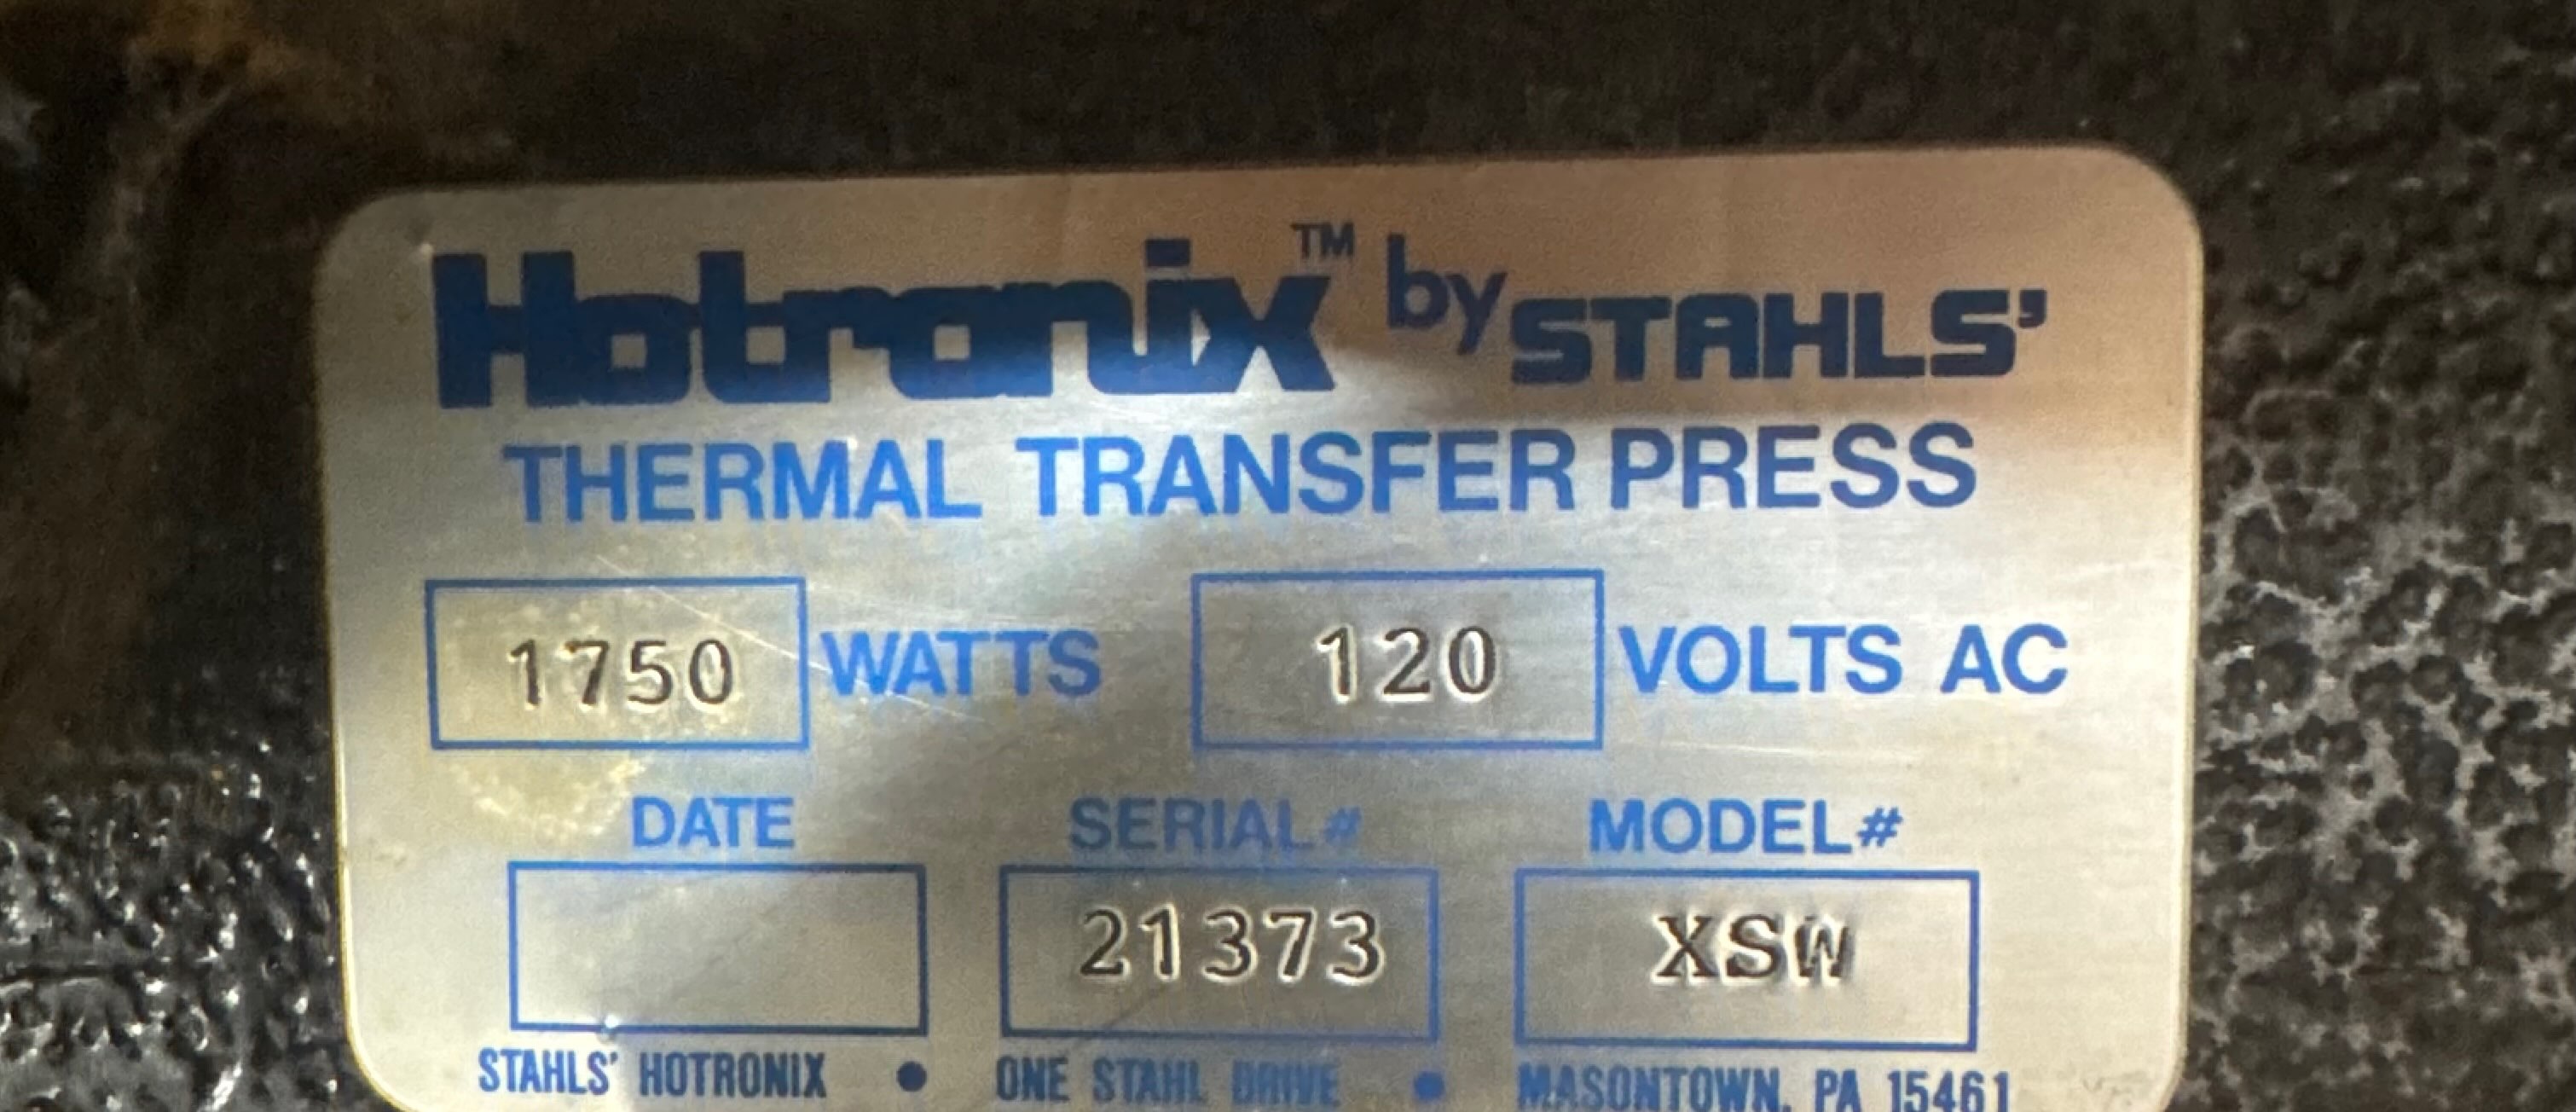 Hotronix™ by STAHLS'
THERMAL TRANSFER PRESS
1750 WATTS 120 VOLTS AC
DATE SERIAL# MODEL#
21373 XSW
STAHLS' HOTRONIX • ONE STAHL DRIVE • MASONTOWN, PA 15461